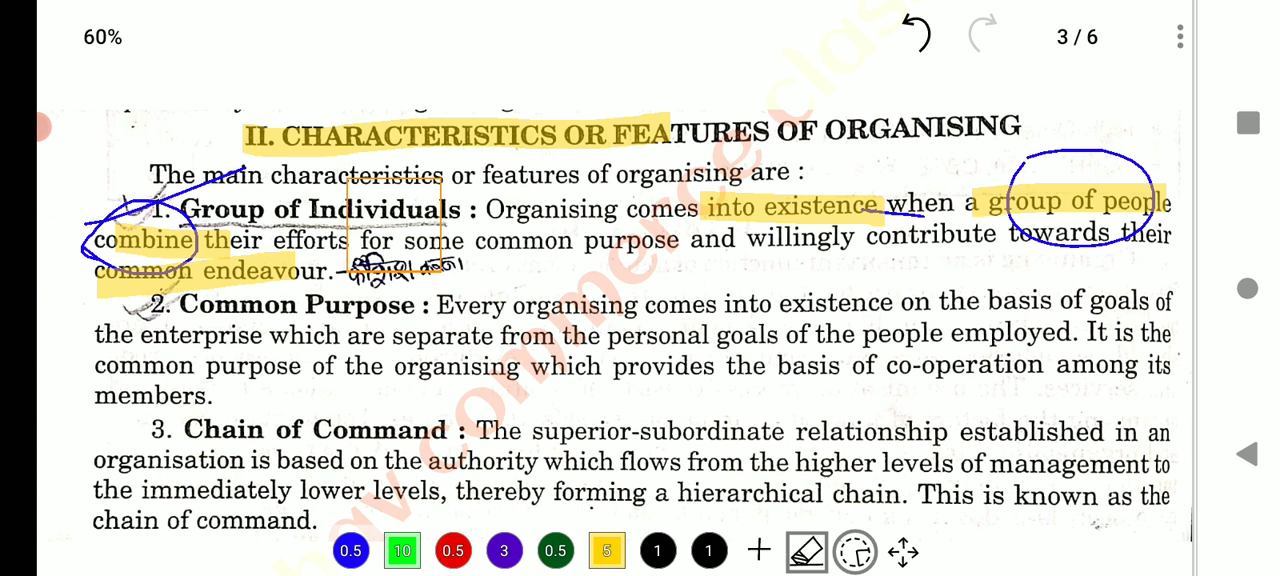 60%
3 / 6
II. CHARACTERISTICS OR FEATURES OF ORGANISING
The main characteristics or features of organising are :
1. Group of Individuals : Organising comes into existence when a group of people
combine their efforts for some common purpose and willingly contribute towards their
common endeavour.-
2. Common Purpose : Every organising comes into existence on the basis of goals of
the enterprise which are separate from the personal goals of the people employed. It is the
common purpose of the organising which provides the basis of co-operation among its
members.
3. Chain of Command : The superior-subordinate relationship established in an
organisation is based on the authority which flows from the higher levels of management to
the immediately lower levels, thereby forming a hierarchical chain. This is known as the
chain of command.
0.5 10 0.5 3 0.5 5 1 1
commerce